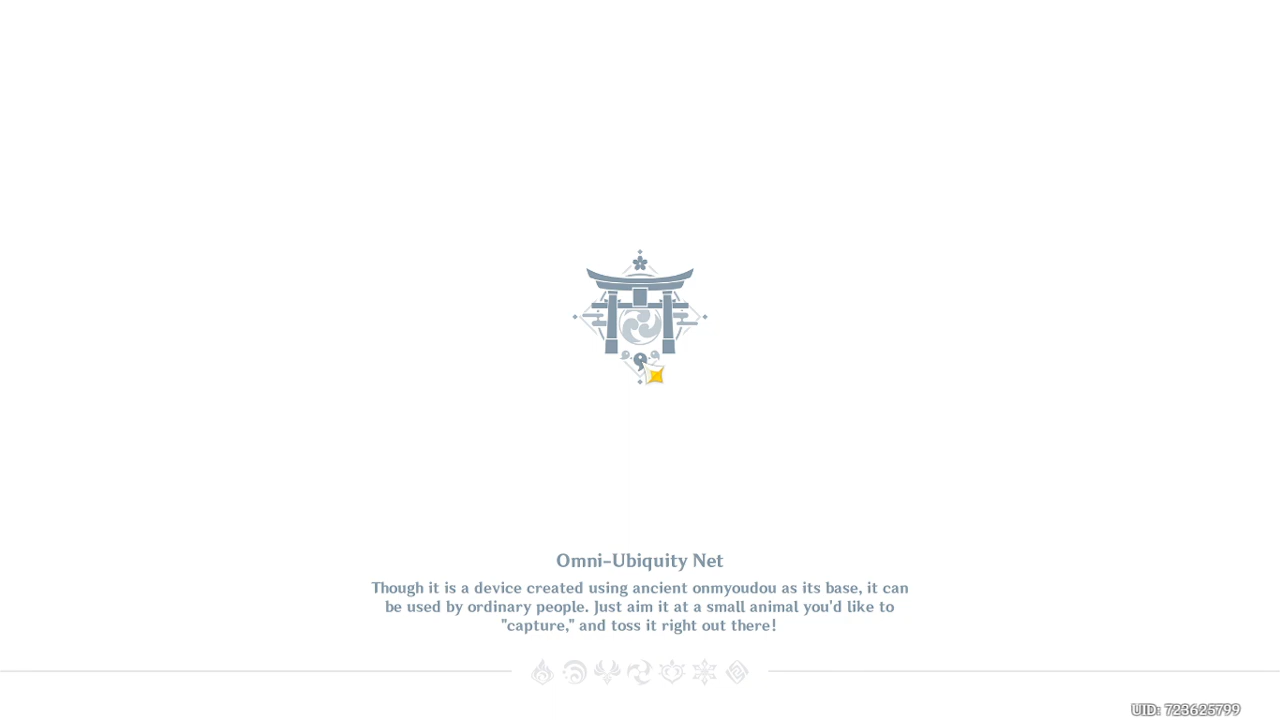 Omni-Ubiquity Net
Though it is a device created using ancient onmyoudou as its base, it can
be used by ordinary people. Just aim it at a small animal you'd like to
"capture," and toss it right out there!
UID: 723625799